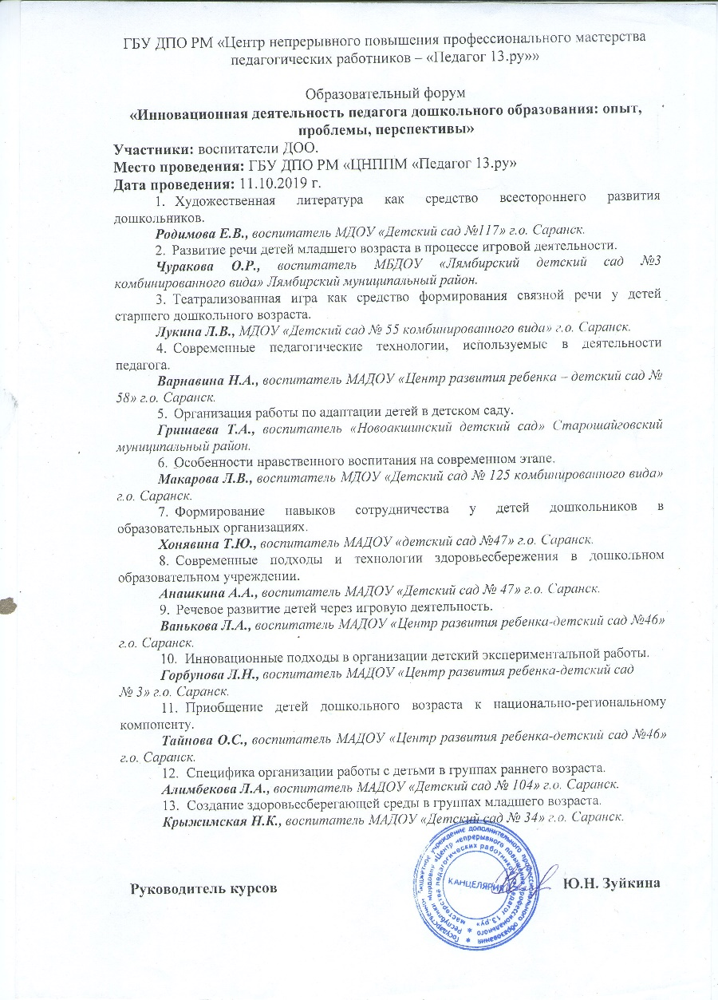 ГБУ ДПО РМ «Центр непрерывного повышения профессионального мастерства
педагогических работников – «Педагог 13.ру»»
Образовательный форум
«Инновационная деятельность педагога дошкольного образования: опыт,
проблемы, перспективы»
Участники: воспитатели ДОО.
Место проведения: ГБУ ДПО РМ «ЦНППМ «Педагог 13.ру»
Дата проведения: 11.10.2019 г.
1. Художественная литература как средство всестороннего развития
дошкольников.
Родимова Е.В., воспитатель МДОУ «Детский сад №117» г.о. Саранск.
2. Развитие речи детей младшего возраста в процессе игровой деятельности.
Чуракова О.Р., воспитатель МБДОУ «Лямбирский детский сад №3
комбинированного вида» Лямбирский муниципальный район.
3. Театрализованная игра как средство формирования связной речи у детей
старшего дошкольного возраста.
Лукина Л.В., МДОУ «Детский сад № 55 комбинированного вида» г.о. Саранск.
4. Современные педагогические технологии, используемые в деятельности
педагога.
Варнавина Н.А., воспитатель МАДОУ «Центр развития ребенка – детский сад №
58» г.о. Саранск.
5. Организация работы по адаптации детей в детском саду.
Гришаева Т.А., воспитатель «Новоакшинский детский сад» Старошайговский
муниципальный район.
6. Особенности нравственного воспитания на современном этапе.
Макарова Л.В., воспитатель МДОУ «Детский сад № 125 комбинированного вида»
г.о. Саранск.
7. Формирование навыков сотрудничества у детей дошкольников в
образовательных организациях.
Хонявина Т.Ю., воспитатель МАДОУ «детский сад №47» г.о. Саранск.
8. Современные подходы и технологии здоровьесбережения в дошкольном
образовательном учреждении.
Анашкина А.А., воспитатель МАДОУ «Детский сад № 47» г.о. Саранск.
9. Речевое развитие детей через игровую деятельность.
Ванькова Л.А., воспитатель МАДОУ «Центр развития ребенка-детский сад №46»
г.о. Саранск.
10. Инновационные подходы в организации детский экспериментальной работы.
Горбунова Л.Н., воспитатель МАДОУ «Центр развития ребенка-детский сад
№ 3» г.о. Саранск.
11. Приобщение детей дошкольного возраста к национально-региональному
компоненту.
Тайнова О.С., воспитатель МАДОУ «Центр развития ребенка-детский сад №46»
г.о. Саранск.
12. Специфика организации работы с детьми в группах раннего возраста.
Алимбекова Л.А., воспитатель МАДОУ «Детский сад № 104» г.о. Саранск.
13. Создание здоровьесберегающей среды в группах младшего возраста.
Крыжимская Н.К., воспитатель МАДОУ «Детский сад № 34» г.о. Саранск.
Руководитель курсов
КАНЦЕЛЯРИЯ
Ю.Н. Зуйкина